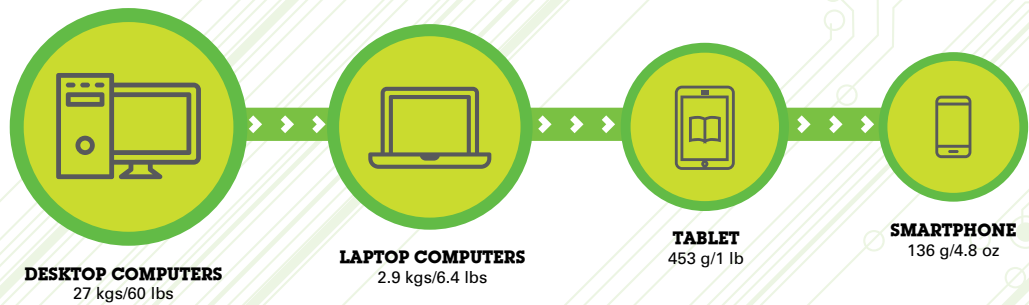 DESKTOP COMPUTERS
27 kgs/60 lbs
LAPTOP COMPUTERS
2.9 kgs/6.4 lbs
TABLET
453 g/1 lb
SMARTPHONE
136 g/4.8 oz